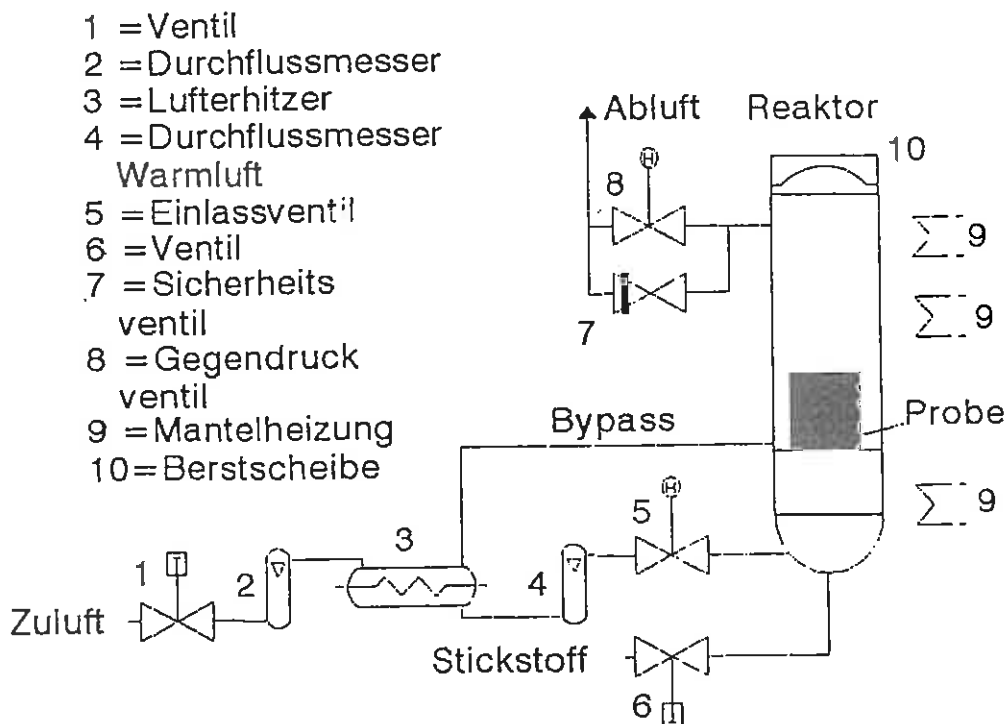 1 =Ventil
2 =Durchflussmesser
3 =Lufterhitzer
4 =Durchflussmesser
Warmluft
5 =Einlassventil
6 =Ventil
7 =Sicherheits
ventil
8 =Gegendruck
ventil
9 =Mantelheizung
10=Berstscheibe
Abluft
Reaktor
10
8
9
7
9
Bypass
Probe
5
9
3
1
2
4
Zuluft
Stickstoff
6